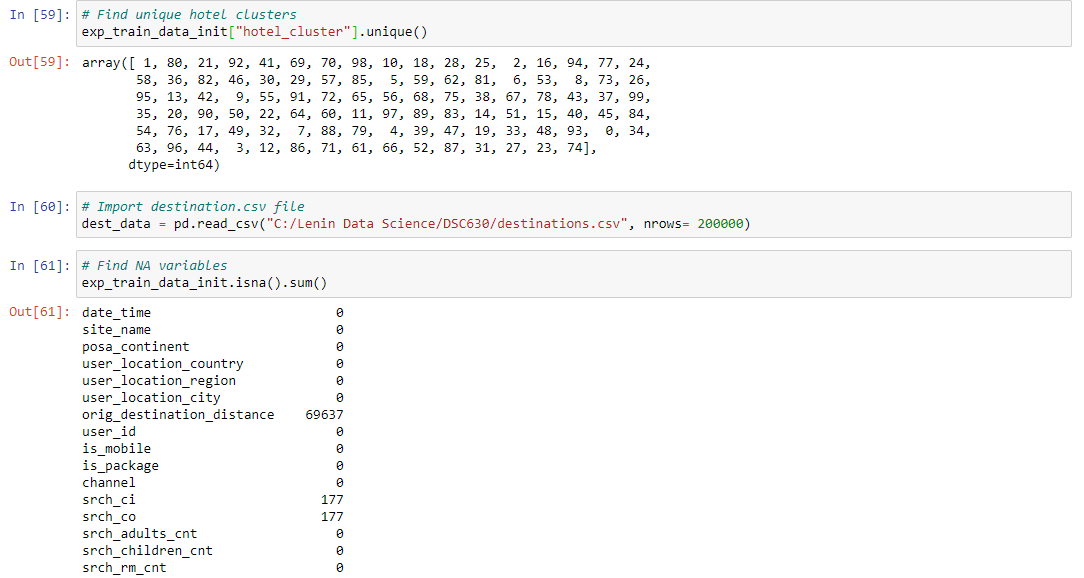 In [59]: # Find unique hotel clusters
exp_train_data_init["hotel_cluster"].unique()
Out[59]: array([ 1, 80, 21, 92, 41, 69, 70, 98, 10, 18, 28, 25,  2, 16, 94, 77, 24,
58, 36, 82, 46, 30, 29, 57, 85,  5, 59, 62, 81,  6, 53,  8, 73, 26,
95, 13, 42,  9, 55, 91, 72, 65, 56, 68, 75, 38, 67, 78, 43, 37, 99,
35, 20, 90, 50, 22, 64, 60, 11, 97, 89, 83, 14, 51, 15, 40, 45, 84,
54, 76, 17, 49, 32,  7, 88, 79,  4, 39, 47, 19, 33, 48, 93,  0, 34,
63, 96, 44,  3, 12, 86, 71, 61, 66, 52, 87, 31, 27, 23, 74],
dtype=int64)
In [60]: # Import destination.csv file
dest_data = pd.read_csv("C:/Lenin Data Science/DSC630/destinations.csv", nrows= 200000)
In [61]: # Find NA variables
exp_train_data_init.isna().sum()
Out[61]: date_time 0
site_name 0
posa_continent 0
user_location_country 0
user_location_region 0
user_location_city 0
orig_destination_distance 69637
user_id 0
is_mobile 0
is_package 0
channel 0
srch_ci 177
srch_co 177
srch_adults_cnt 0
srch_children_cnt 0
srch_rm_cnt 0